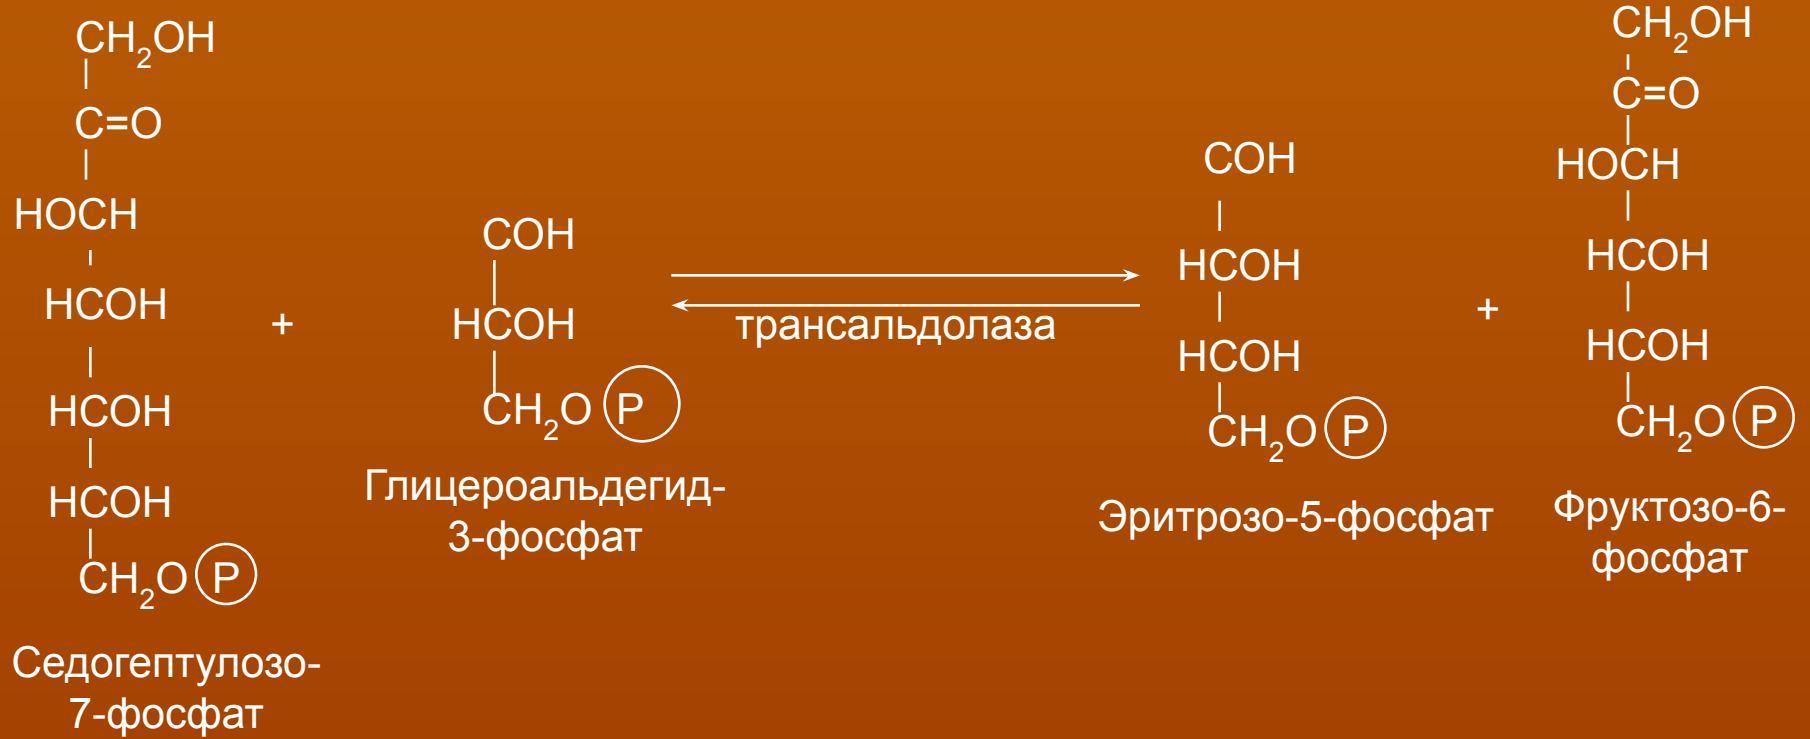 CH2OH
C=O
HOCH
HCOH
HCOH
HCOH
CH2O P
Седогептулозо-
7-фосфат
+
COH
HCOH
CH2O P
Глицероальдегид-
3-фосфат
трансальдолаза
COH
HCOH
HCOH
CH2O P
Эритрозо-5-фосфат
+
CH2OH
C=O
HOCH
HCOH
HCOH
CH2O P
Фруктозо-6-
фосфат